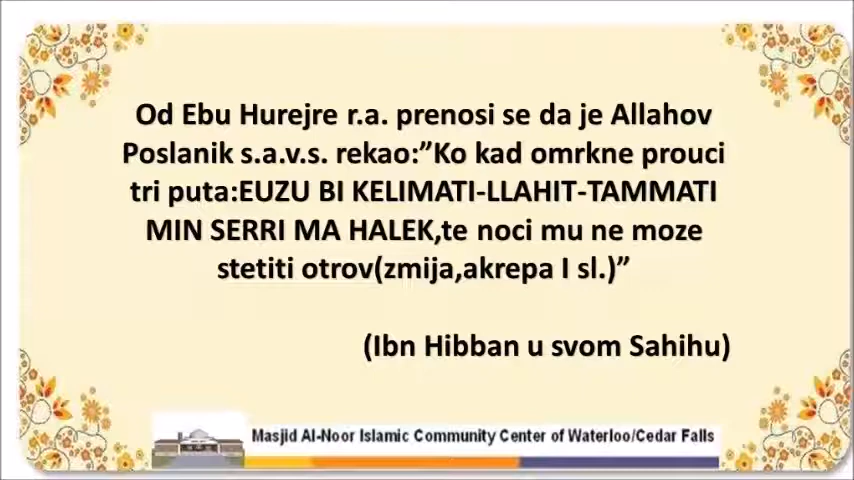 Od Ebu Hurejre r.a. prenosi se da je Allahov
Poslanik s.a.v.s. rekao:”Ko kad omrkne prouci
tri puta:EUZU BI KELIMATI-LLAHIT-TAMMATI
MIN SERRI MA HALEK,te noci mu ne moze
stetiti otrov(zmija,akrepa I sl.)”
(Ibn Hibban u svom Sahihu)
Masjid Al-Noor Islamic Community Center of Waterloo/Cedar Falls